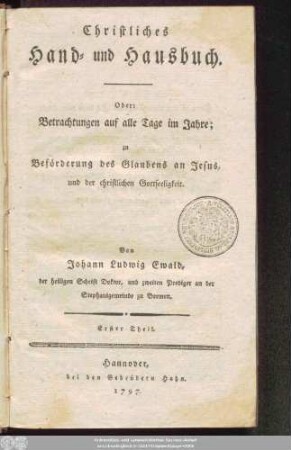 Christliches
Hand- und Hausbuch.
Oder:
Betrachtungen auf alle Tage im Jahre;
zu
Beförderung des Glaubens an Jesus,
und der christlichen Gottseeligkeit.
Von
Johann Ludwig Ewald,
der heiligen Schrift Doktor, und zweiten Prediger an der
Stephansgemeinde zu Bremen.
Erster Theil.
Hannover,
bei den Gebrüdern Hahn.
1797.